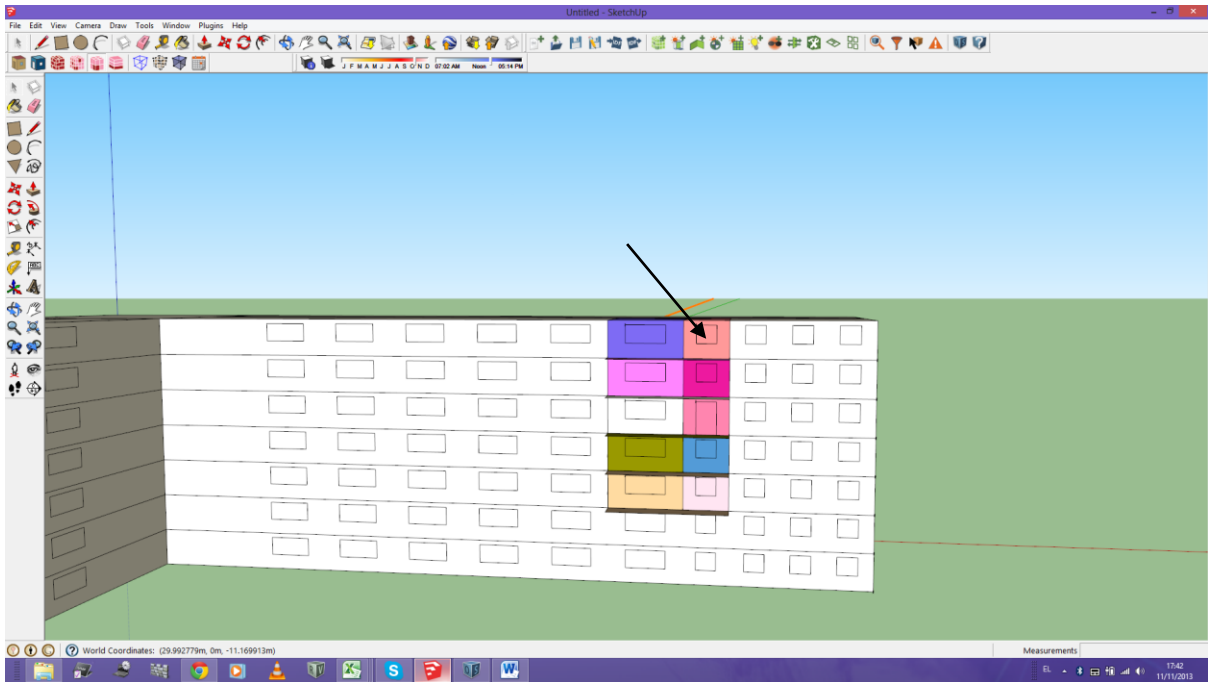 Untitled - SketchUp
File Edit View Camera Draw Tools Window Plugins Help
J F M A M J J A S O N D 07:02 AM Noon 05:14 PM
World Coordinates: (29.992779m, 0m, -11.169913m)
Measurements
S
W
EL
17:42
11/11/2013